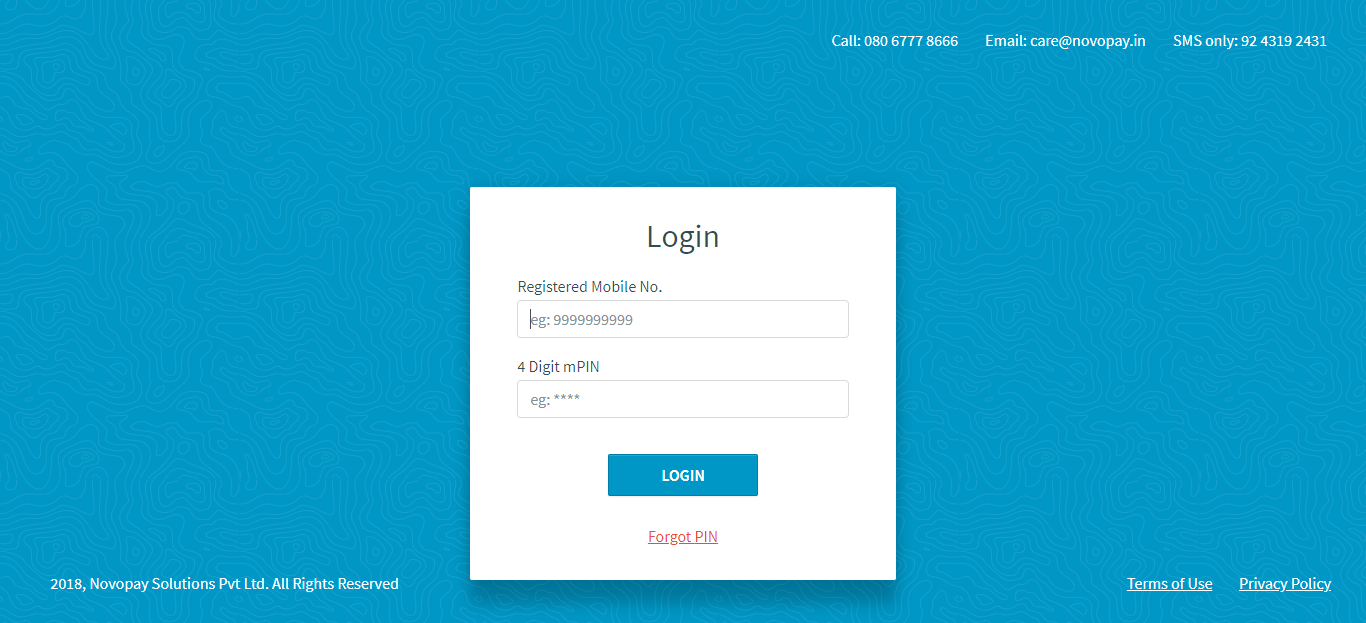 Call: 080 6777 8666 Email: care@novopay.in SMS only: 92 4319 2431
Login
Registered Mobile No.
eg: 9999999999
4 Digit mPIN
eg: ****
LOGIN
Forgot PIN
2018, Novopay Solutions Pvt Ltd. All Rights Reserved Terms of Use Privacy Policy